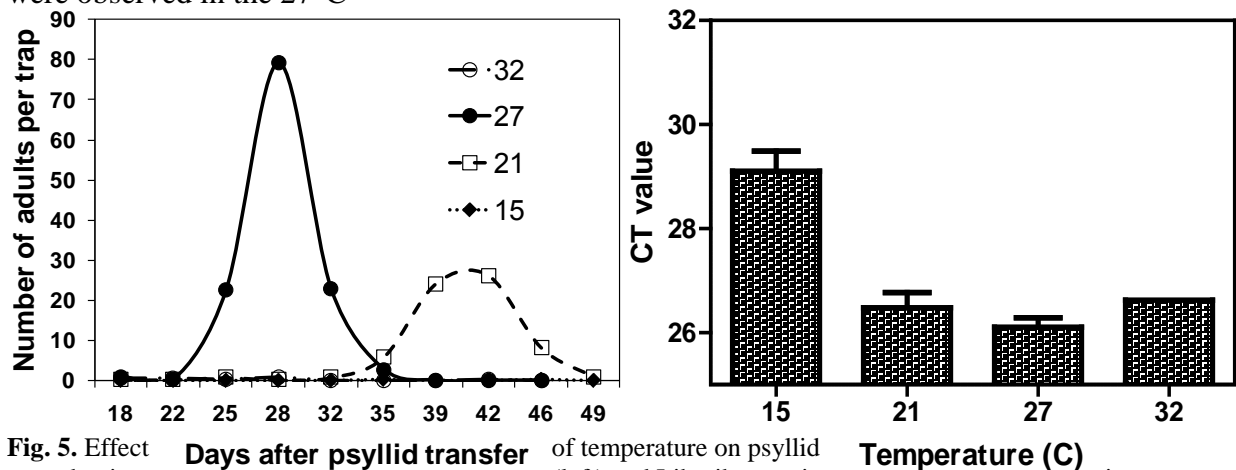 were observed in the 27°C
90
80
70
60
50
40
30
20
10
0
Number of adults per trap
32
27
21
15
18 22 25 28 32 35 39 42 46 49
Days after psyllid transfer
32
30
28
26
CT value
15 21 27 32
Temperature (C)
Fig. 5. Effect of temperature on psyllid